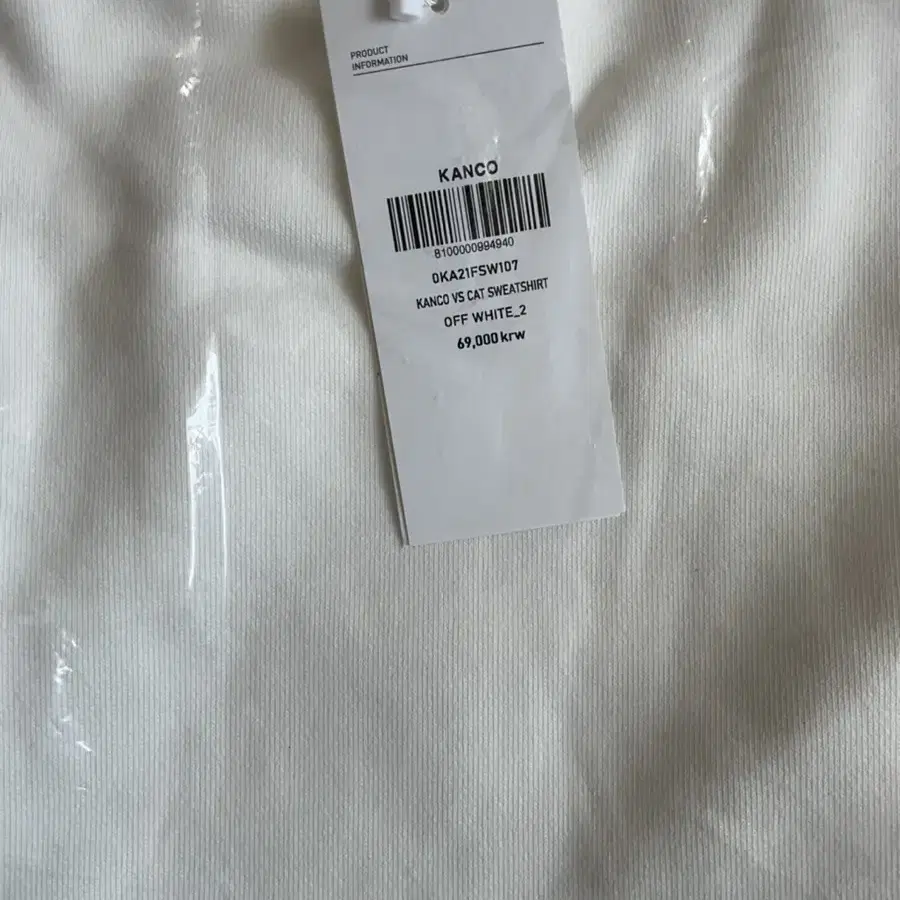 PRODUCT
INFORMATION
KANCO
8100000994940
0KA21FSW107
KANCO VS CAT SWEATSHIRT
OFF WHITE_2
69,000 krw